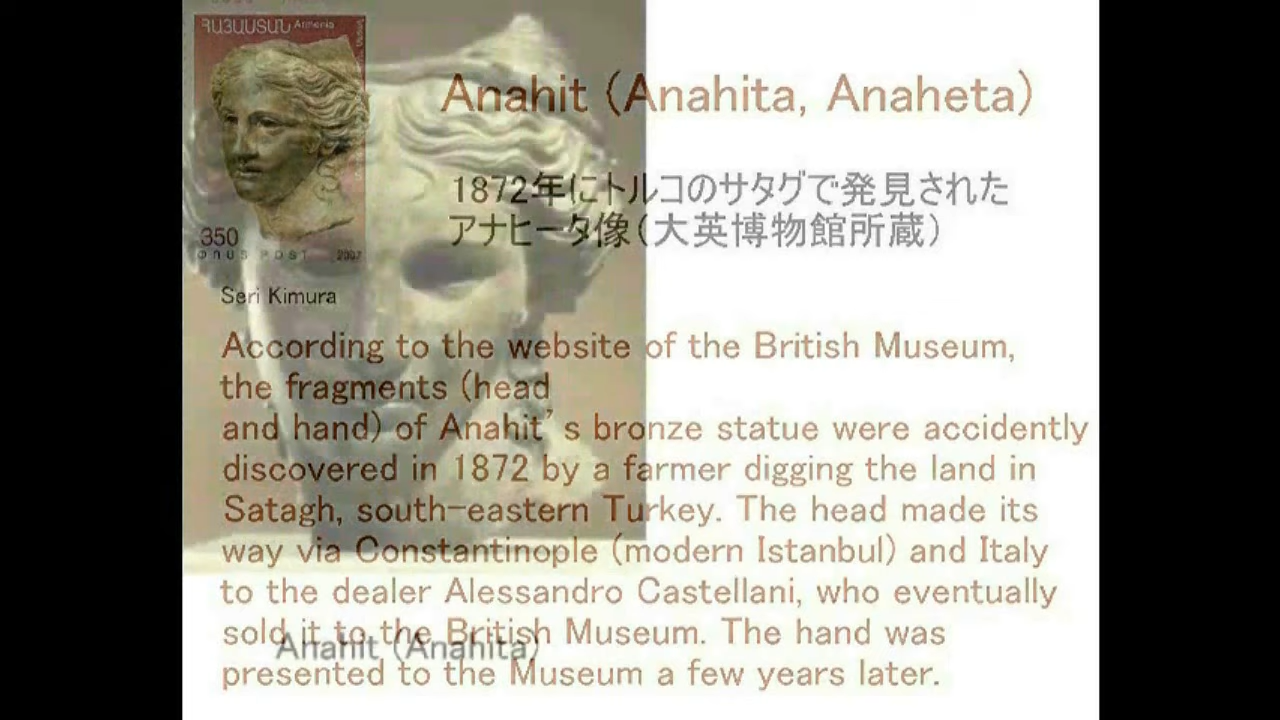 ՀԱՅԱՍՏԱՆ Armenia
Anahit (Anahita, Anaheta)
1872年にトルコのサタグで発見された
アナヒータ像（大英博物館所蔵）
350
2007
Seri Kimura
According to the website of the British Museum,
the fragments (head
and hand) of Anahit's bronze statue were accidently
discovered in 1872 by a farmer digging the land in
Satagh, south-eastern Turkey. The head made its
way via Constantinople (modern Istanbul) and Italy
to the dealer Alessandro Castellani, who eventually
sold it to the British Museum. The hand was
Anahit (Anahita)
presented to the Museum a few years later.